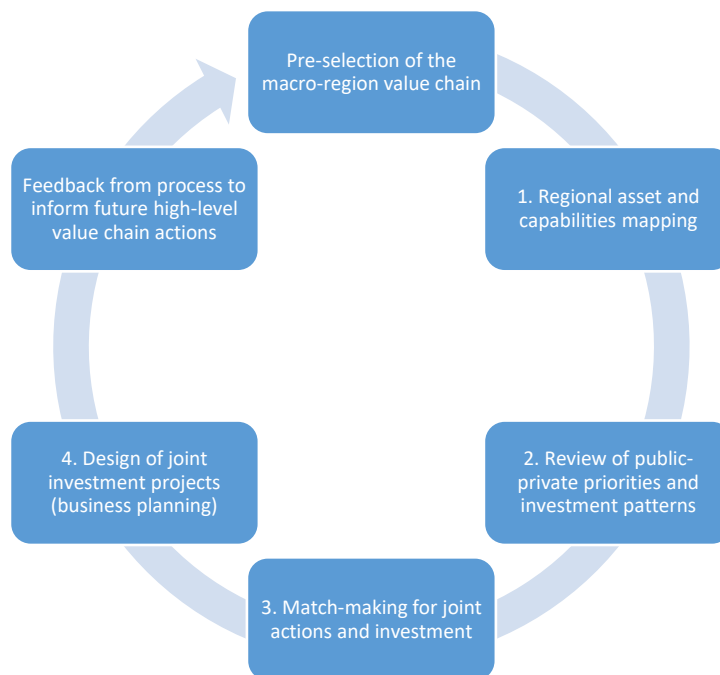 Pre-selection of the
macro-region value chain
1. Regional asset and
capabilities mapping
2. Review of public-
private priorities and
investment patterns
3. Match-making for joint
actions and investment
4. Design of joint
investment projects
(business planning)
Feedback from process to
inform future high-level
value chain actions